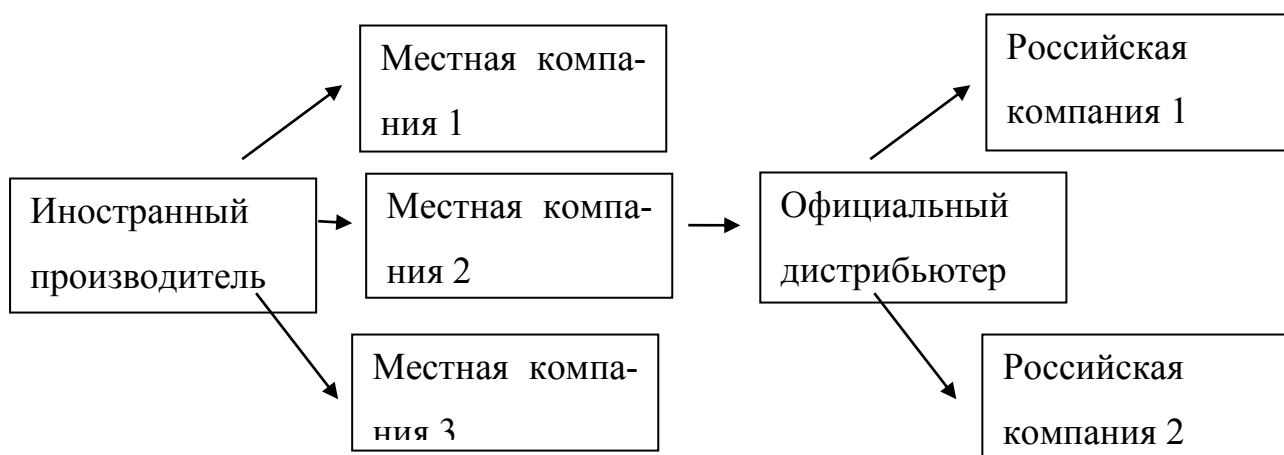 Местная компа-
ния 1
Российская
компания 1
Иностранный
производитель
Местная компа-
ния 2
Официальный
дистрибьютер
Местная компа-
ния 3
Российская
компания 2